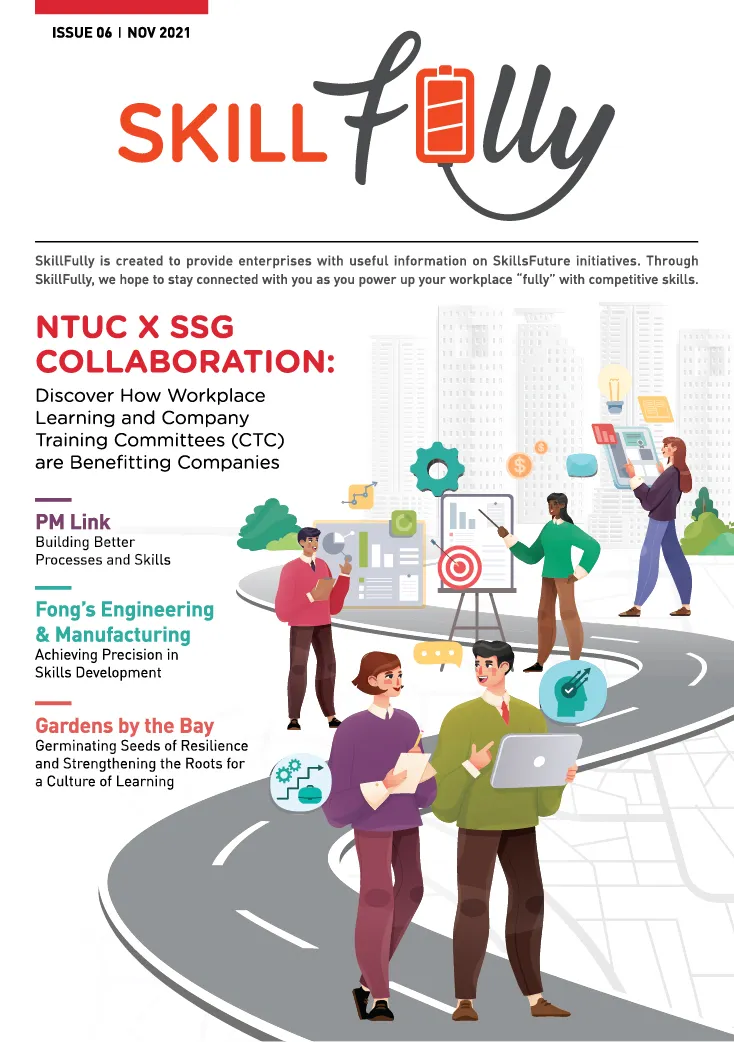 ISSUE 06 | NOV 2021
SKILLFully
SkillFully is created to provide enterprises with useful information on SkillsFuture initiatives. Through
SkillFully, we hope to stay connected with you as you power up your workplace “fully” with competitive skills.
NTUC X SSG
COLLABORATION:
Discover How Workplace
Learning and Company
Training Committees (CTC)
are Benefitting Companies
PM Link
Building Better
Processes and Skills
Fong’s Engineering
& Manufacturing
Achieving Precision in
Skills Development
Gardens by the Bay
Germinating Seeds of Resilience
and Strengthening the Roots for
a Culture of Learning